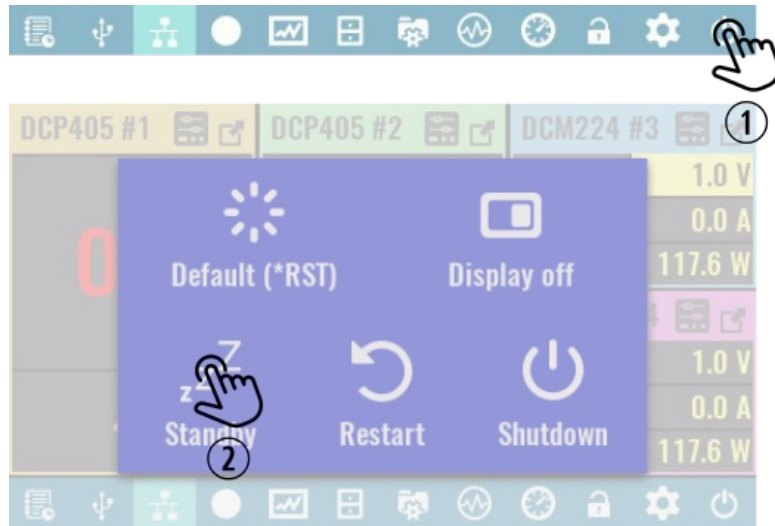 ①
DCP405 #1 DCP405 #2 DCM224 #3
1.0 V
0.0 A
117.6 W
Default (*RST) Display off
4
1.0 V
0.0 A
117.6 W
Standby Restart Shutdown
②